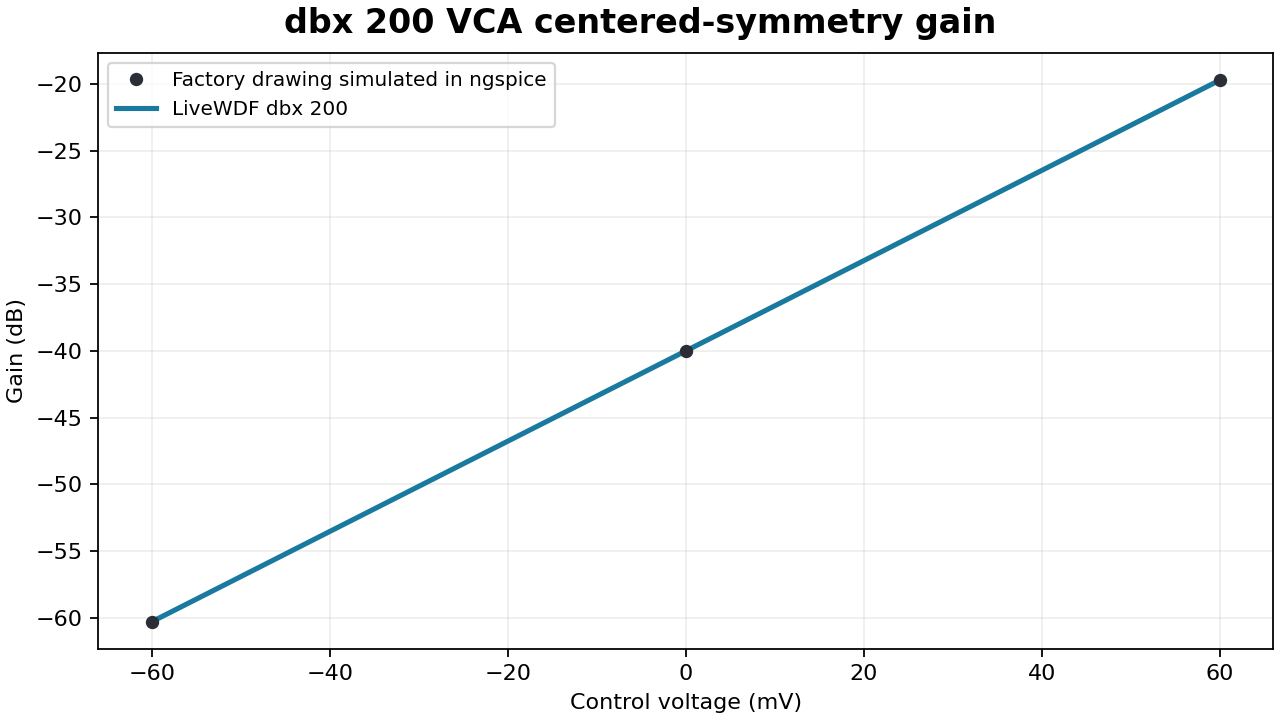 dbx 200 VCA centered-symmetry gain
Factory drawing simulated in ngspice
LiveWDF dbx 200
−20
−25
−30
−35
−40
−45
−50
−55
−60
Gain (dB)
−60 −40 −20 0 20 40 60
Control voltage (mV)